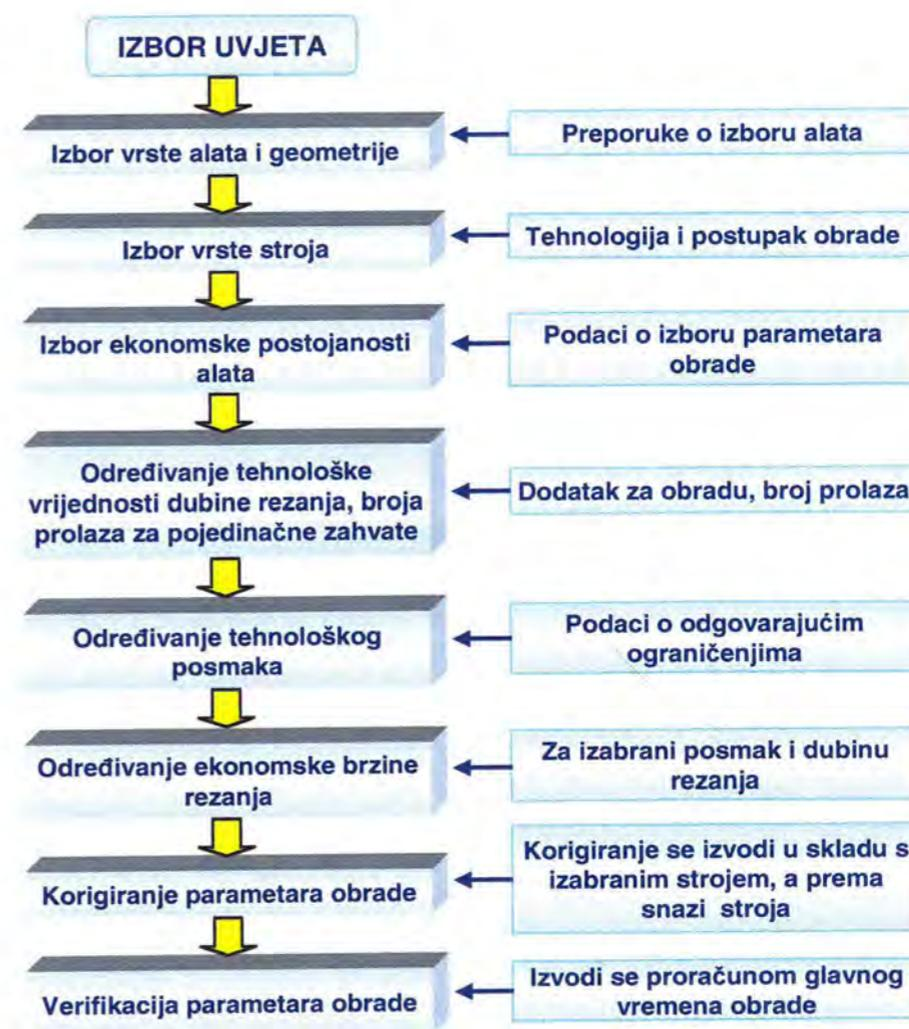 IZBOR UVJETA
Izbor vrste alata i geometrije
Preporuke o izboru alata
Izbor vrste stroja
Tehnologija i postupak obrade
Izbor ekonomske postojanosti
alata
Podaci o izboru parametara
obrade
Određivanje tehnološke
vrijednosti dubine rezanja, broja
prolaza za pojedinačne zahvate
Dodatak za obradu, broj prolaza
Određivanje tehnološkog
posmaka
Podaci o odgovarajućim
ograničenjima
Određivanje ekonomske brzine
rezanja
Za izabrani posmak i dubinu
rezanja
Korigiranje parametara obrade
Korigiranje se izvodi u skladu s
izabranim strojem, a prema
snazi stroja
Verifikacija parametara obrade
Izvodi se proračunom glavnog
vremena obrade